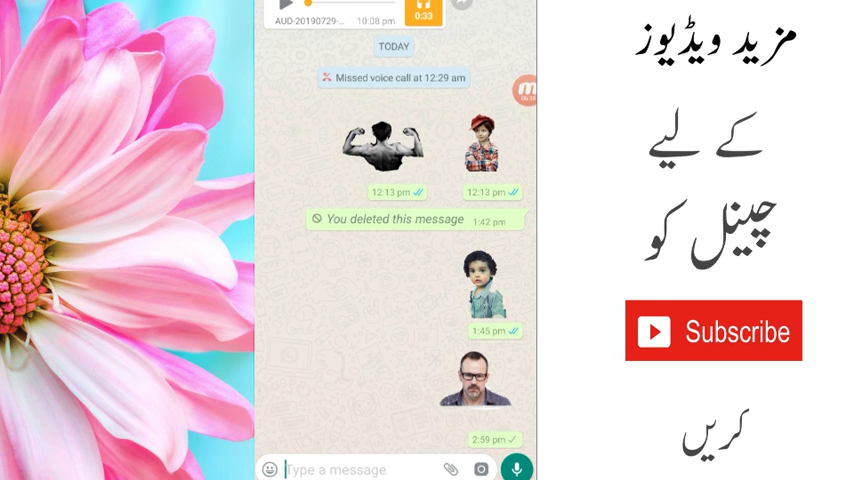 AUD-20190729-... 10:08 pm 0:33
TODAY
Missed voice call at 12:29 am
12:13 pm 12:13 pm
You deleted this message 1:42 pm
1:45 pm
2:59 pm
Type a message
مزید ویڈیوز
کے لیے
چینل کو
Subscribe
کریں